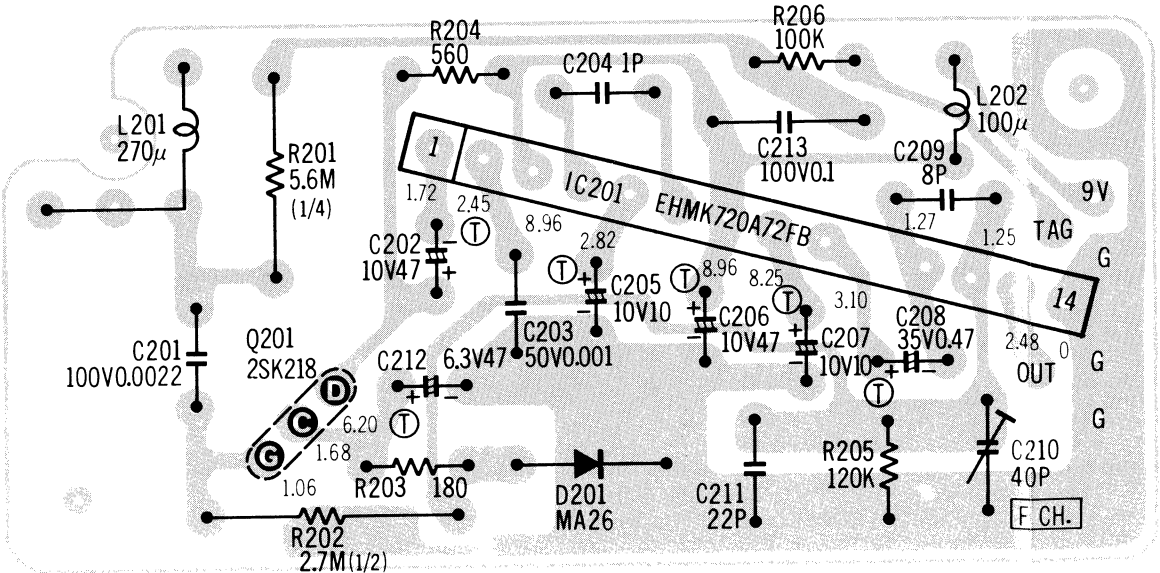 R204
560
C204 1P
R206
100K
L201
270μ
R201
5.6M
(1/4)
1
IC201 EHMK720A72FB
14
C213
100V0.1
L202
100μ
C209
8P
9V
TAG
G
1.72
2.45
8.96
2.82
8.96
8.25
3.10
1.27
1.25
2.48
0
C202
10V47
-
+
T
C203
50V0.001
T
+
-
C205
10V10
T
+
-
C206
10V47
T
+
-
C207
10V10
C208
35V0.47
+
-
T
OUT
G
G
C201
100V0.0022
Q201
2SK218
D
C
G
6.20
1.68
1.06
C212 6.3V47
+
-
T
R203 180
R202
2.7M(1/2)
D201
MA26
C211
22P
R205
120K
C210
40P
F CH.